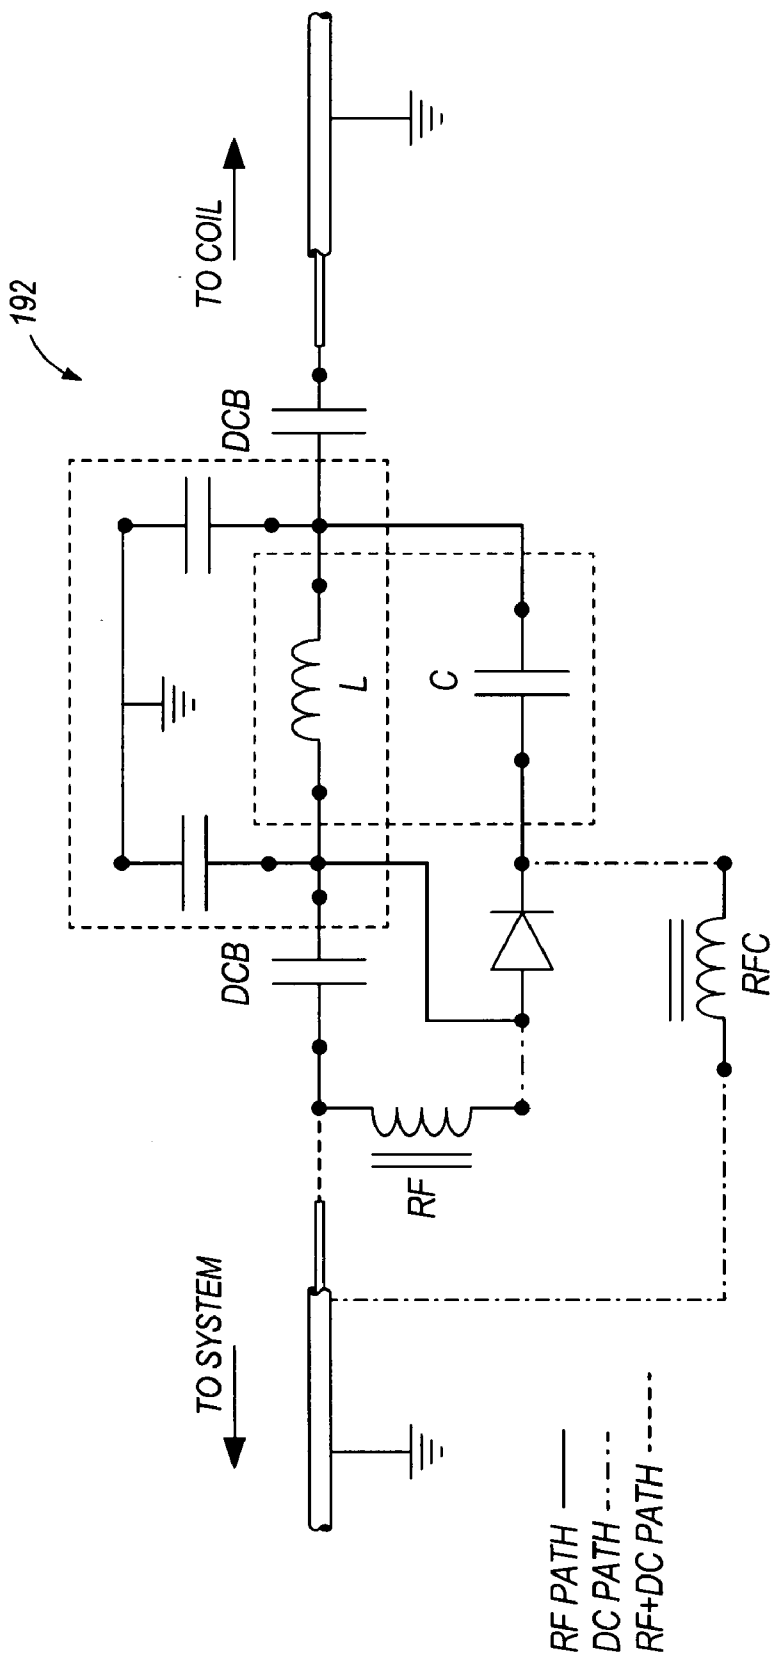 192
TO SYSTEM
TO COIL
DCB
DCB
L
C
RF
RFC
RF PATH
DC PATH
RF+DC PATH